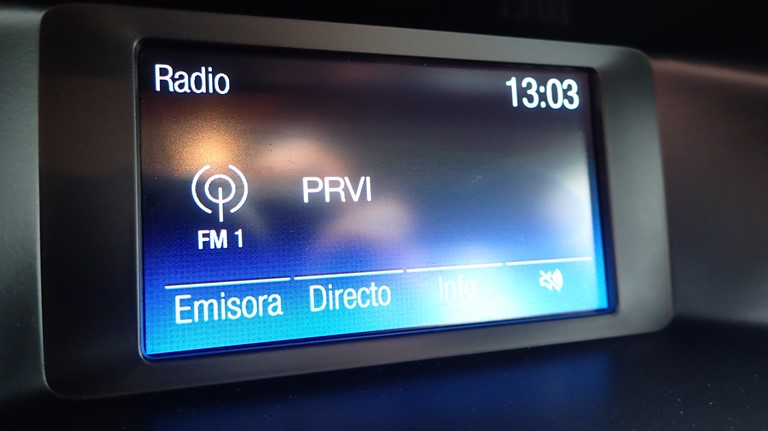 Radio
13:03
PRVI
FM 1
Emisora Directo Info